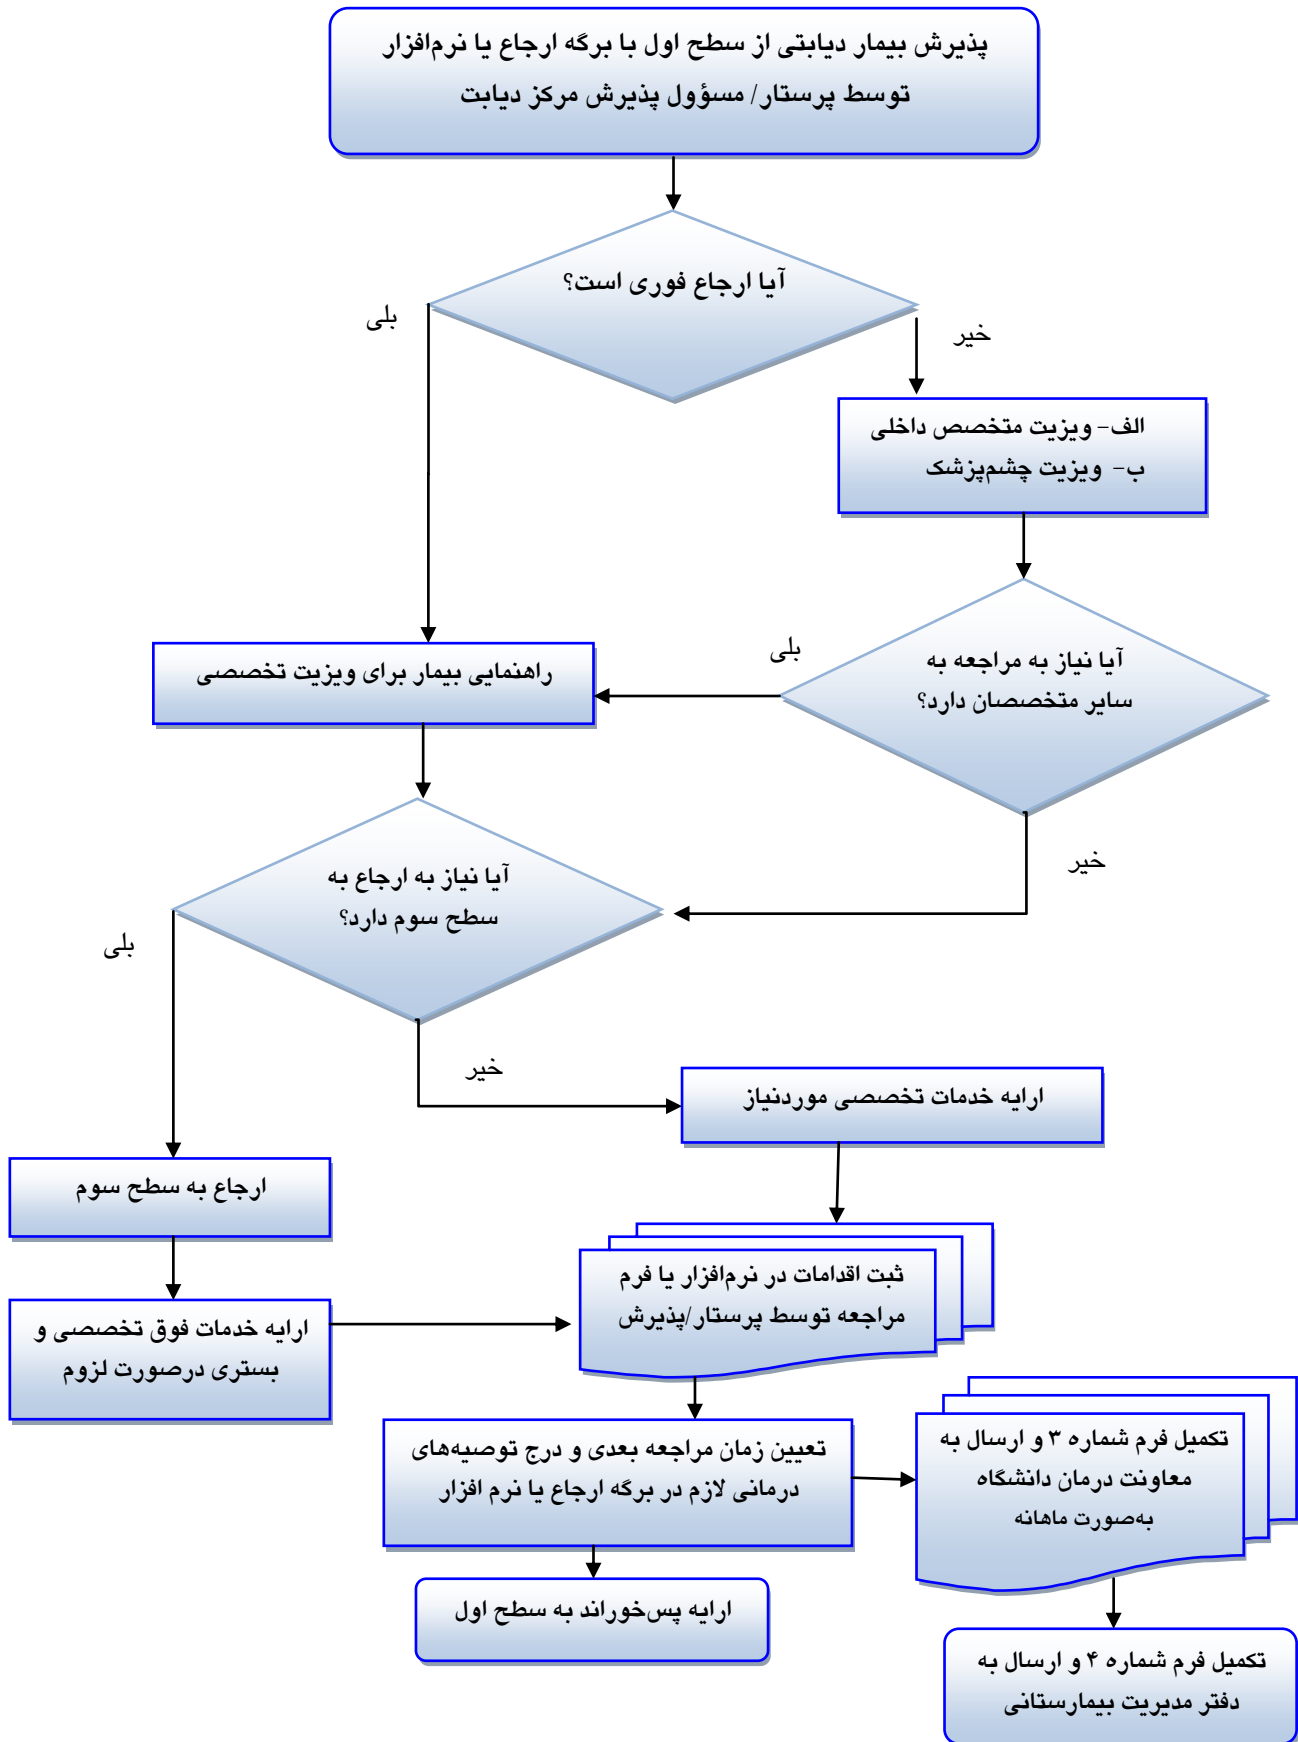 پذیرش بیمار دیابتی از سطح اول با برگه ارجاع یا نرم‌افزار
توسط پرستار/ مسؤول پذیرش مرکز دیابت
آیا ارجاع فوری است؟
بلی
خیر
الف- ویزیت متخصص داخلی
ب- ویزیت چشم‌پزشک
آیا نیاز به مراجعه به
سایر متخصصان دارد؟
بلی
راهنمایی بیمار برای ویزیت تخصصی
خیر
آیا نیاز به ارجاع به
سطح سوم دارد؟
بلی
خیر
ارایه خدمات تخصصی موردنیاز
ارجاع به سطح سوم
ثبت اقدامات در نرم‌افزار یا فرم
مراجعه توسط پرستار/پذیرش
ارایه خدمات فوق تخصصی و
بستری درصورت لزوم
تعیین زمان مراجعه بعدی و درج توصیه‌های
درمانی لازم در برگه ارجاع یا نرم افزار
تکمیل فرم شماره ۳ و ارسال به
معاونت درمان دانشگاه
به‌صورت ماهانه
ارایه پس‌خوراند به سطح اول
تکمیل فرم شماره ۴ و ارسال به
دفتر مدیریت بیمارستانی